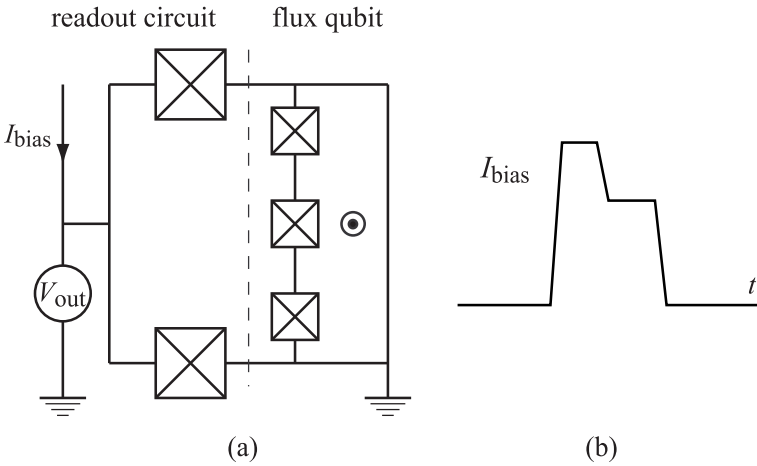 readout circuit
flux qubit
I_bias
V_out
(a)
I_bias
t
(b)